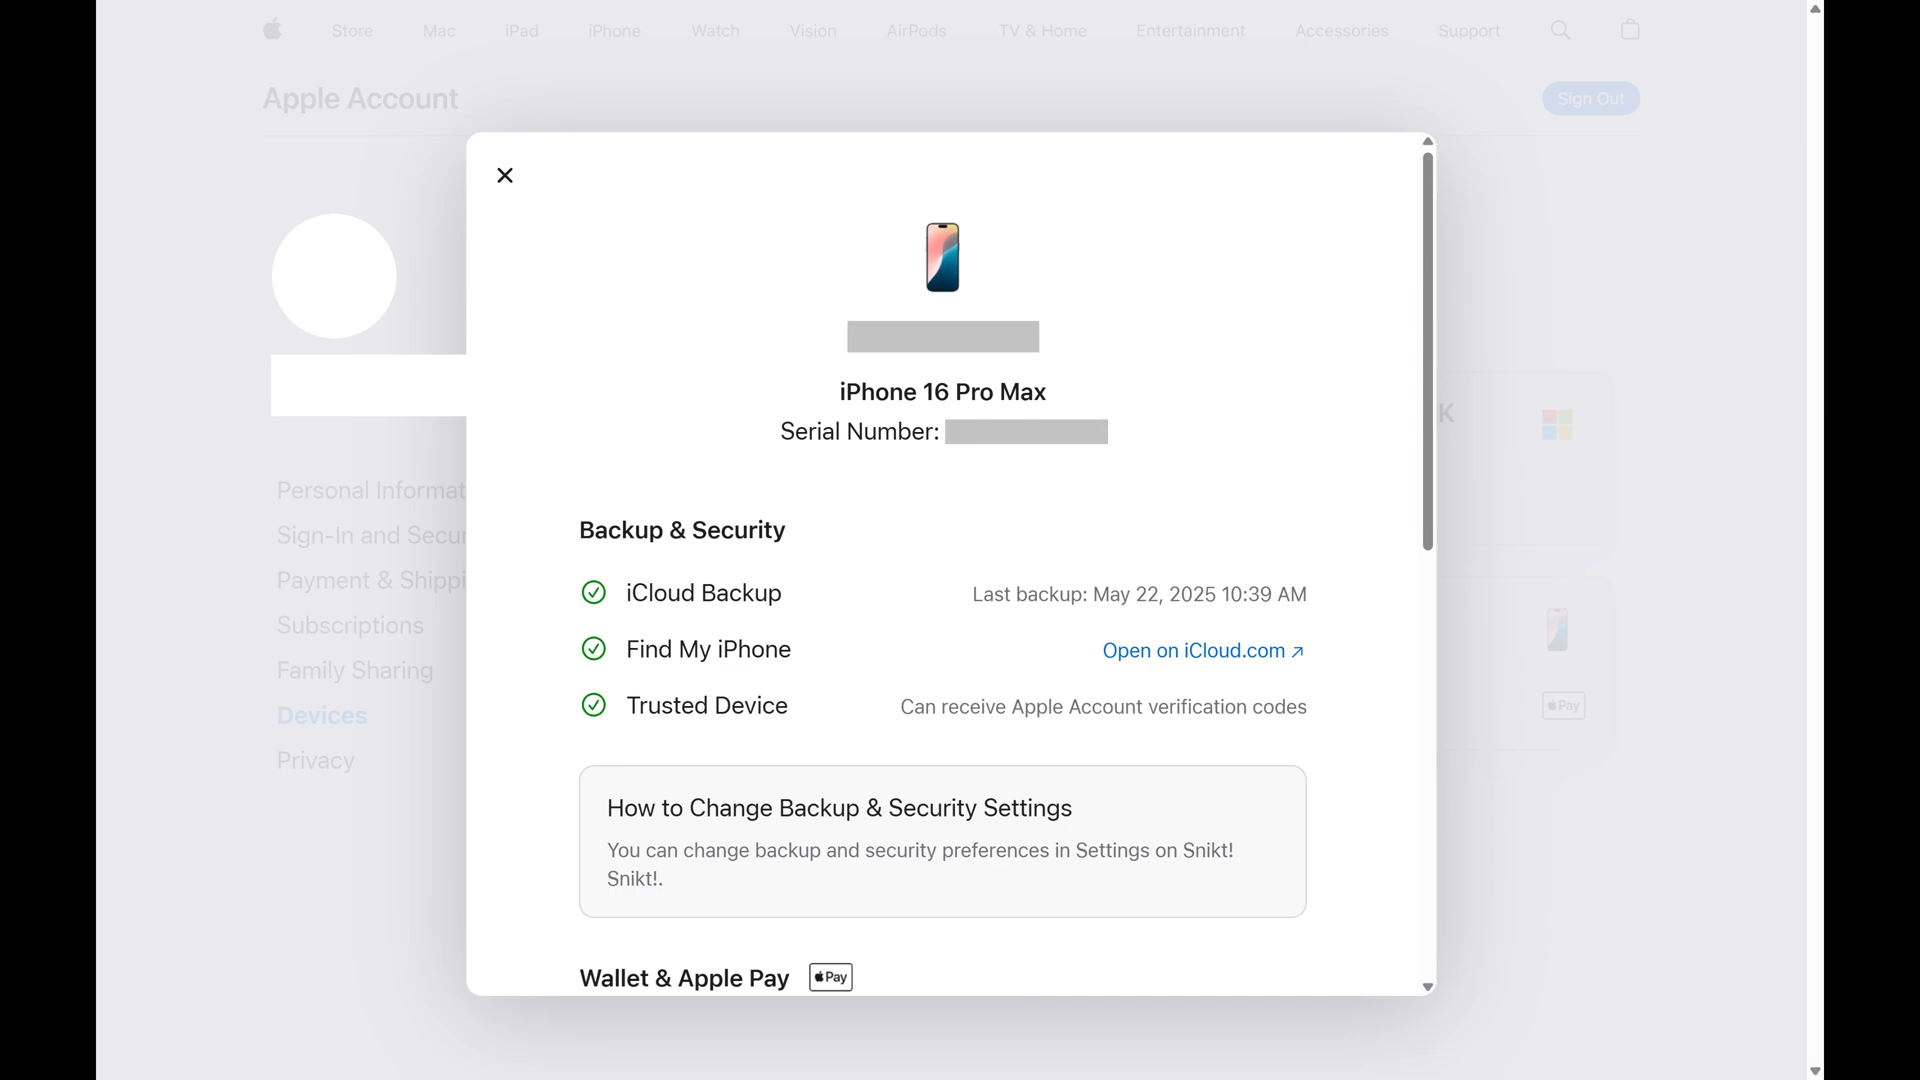 Store Mac iPad iPhone Watch Vision AirPods TV & Home Entertainment Accessories Support
Apple Account
Sign Out
iPhone 16 Pro Max
Serial Number:
Personal Informat
Sign-In and Secur
Payment & Shippi
Subscriptions
Family Sharing
Devices
Privacy
Backup & Security
iCloud Backup Last backup: May 22, 2025 10:39 AM
Find My iPhone Open on iCloud.com ↗
Trusted Device Can receive Apple Account verification codes
How to Change Backup & Security Settings
You can change backup and security preferences in Settings on Snikt!
Snikt!.
Wallet & Apple Pay Pay
K
Pay